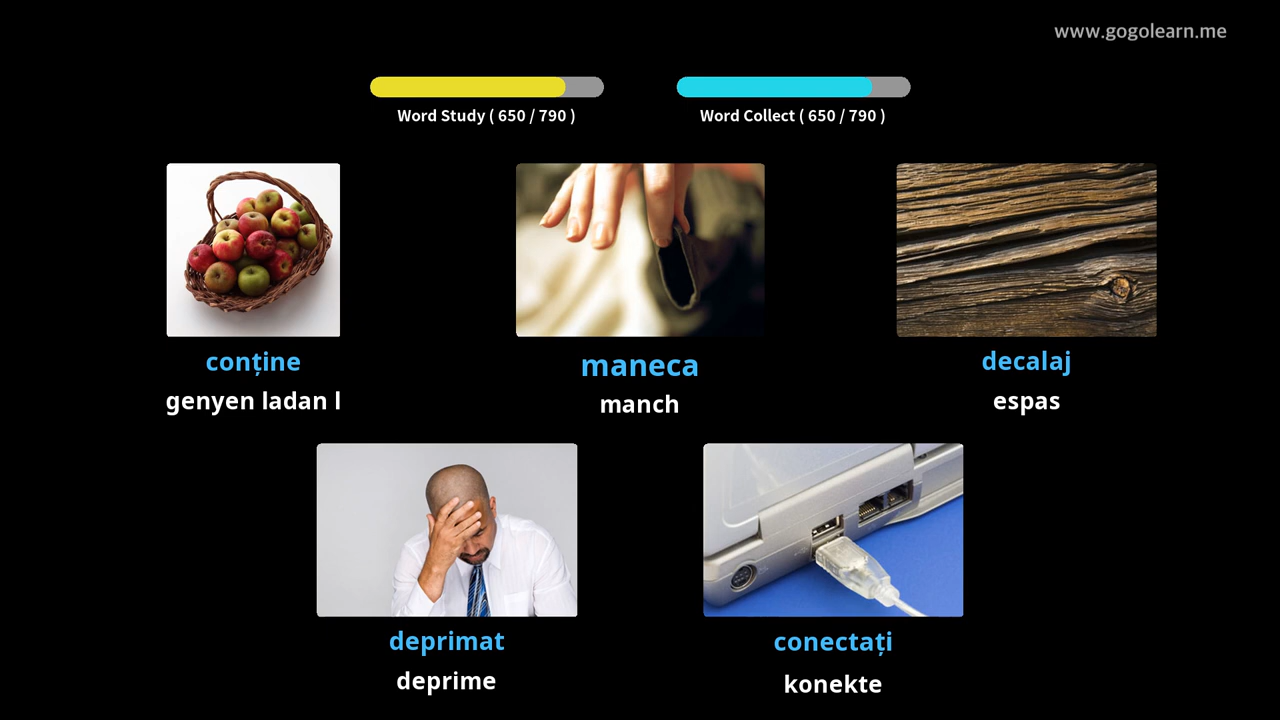 www.gogolearn.me
Word Study ( 650 / 790 )
Word Collect ( 650 / 790 )
conține
genyen ladan l
maneca
manch
decalaj
espas
deprimat
deprime
conectați
konekte